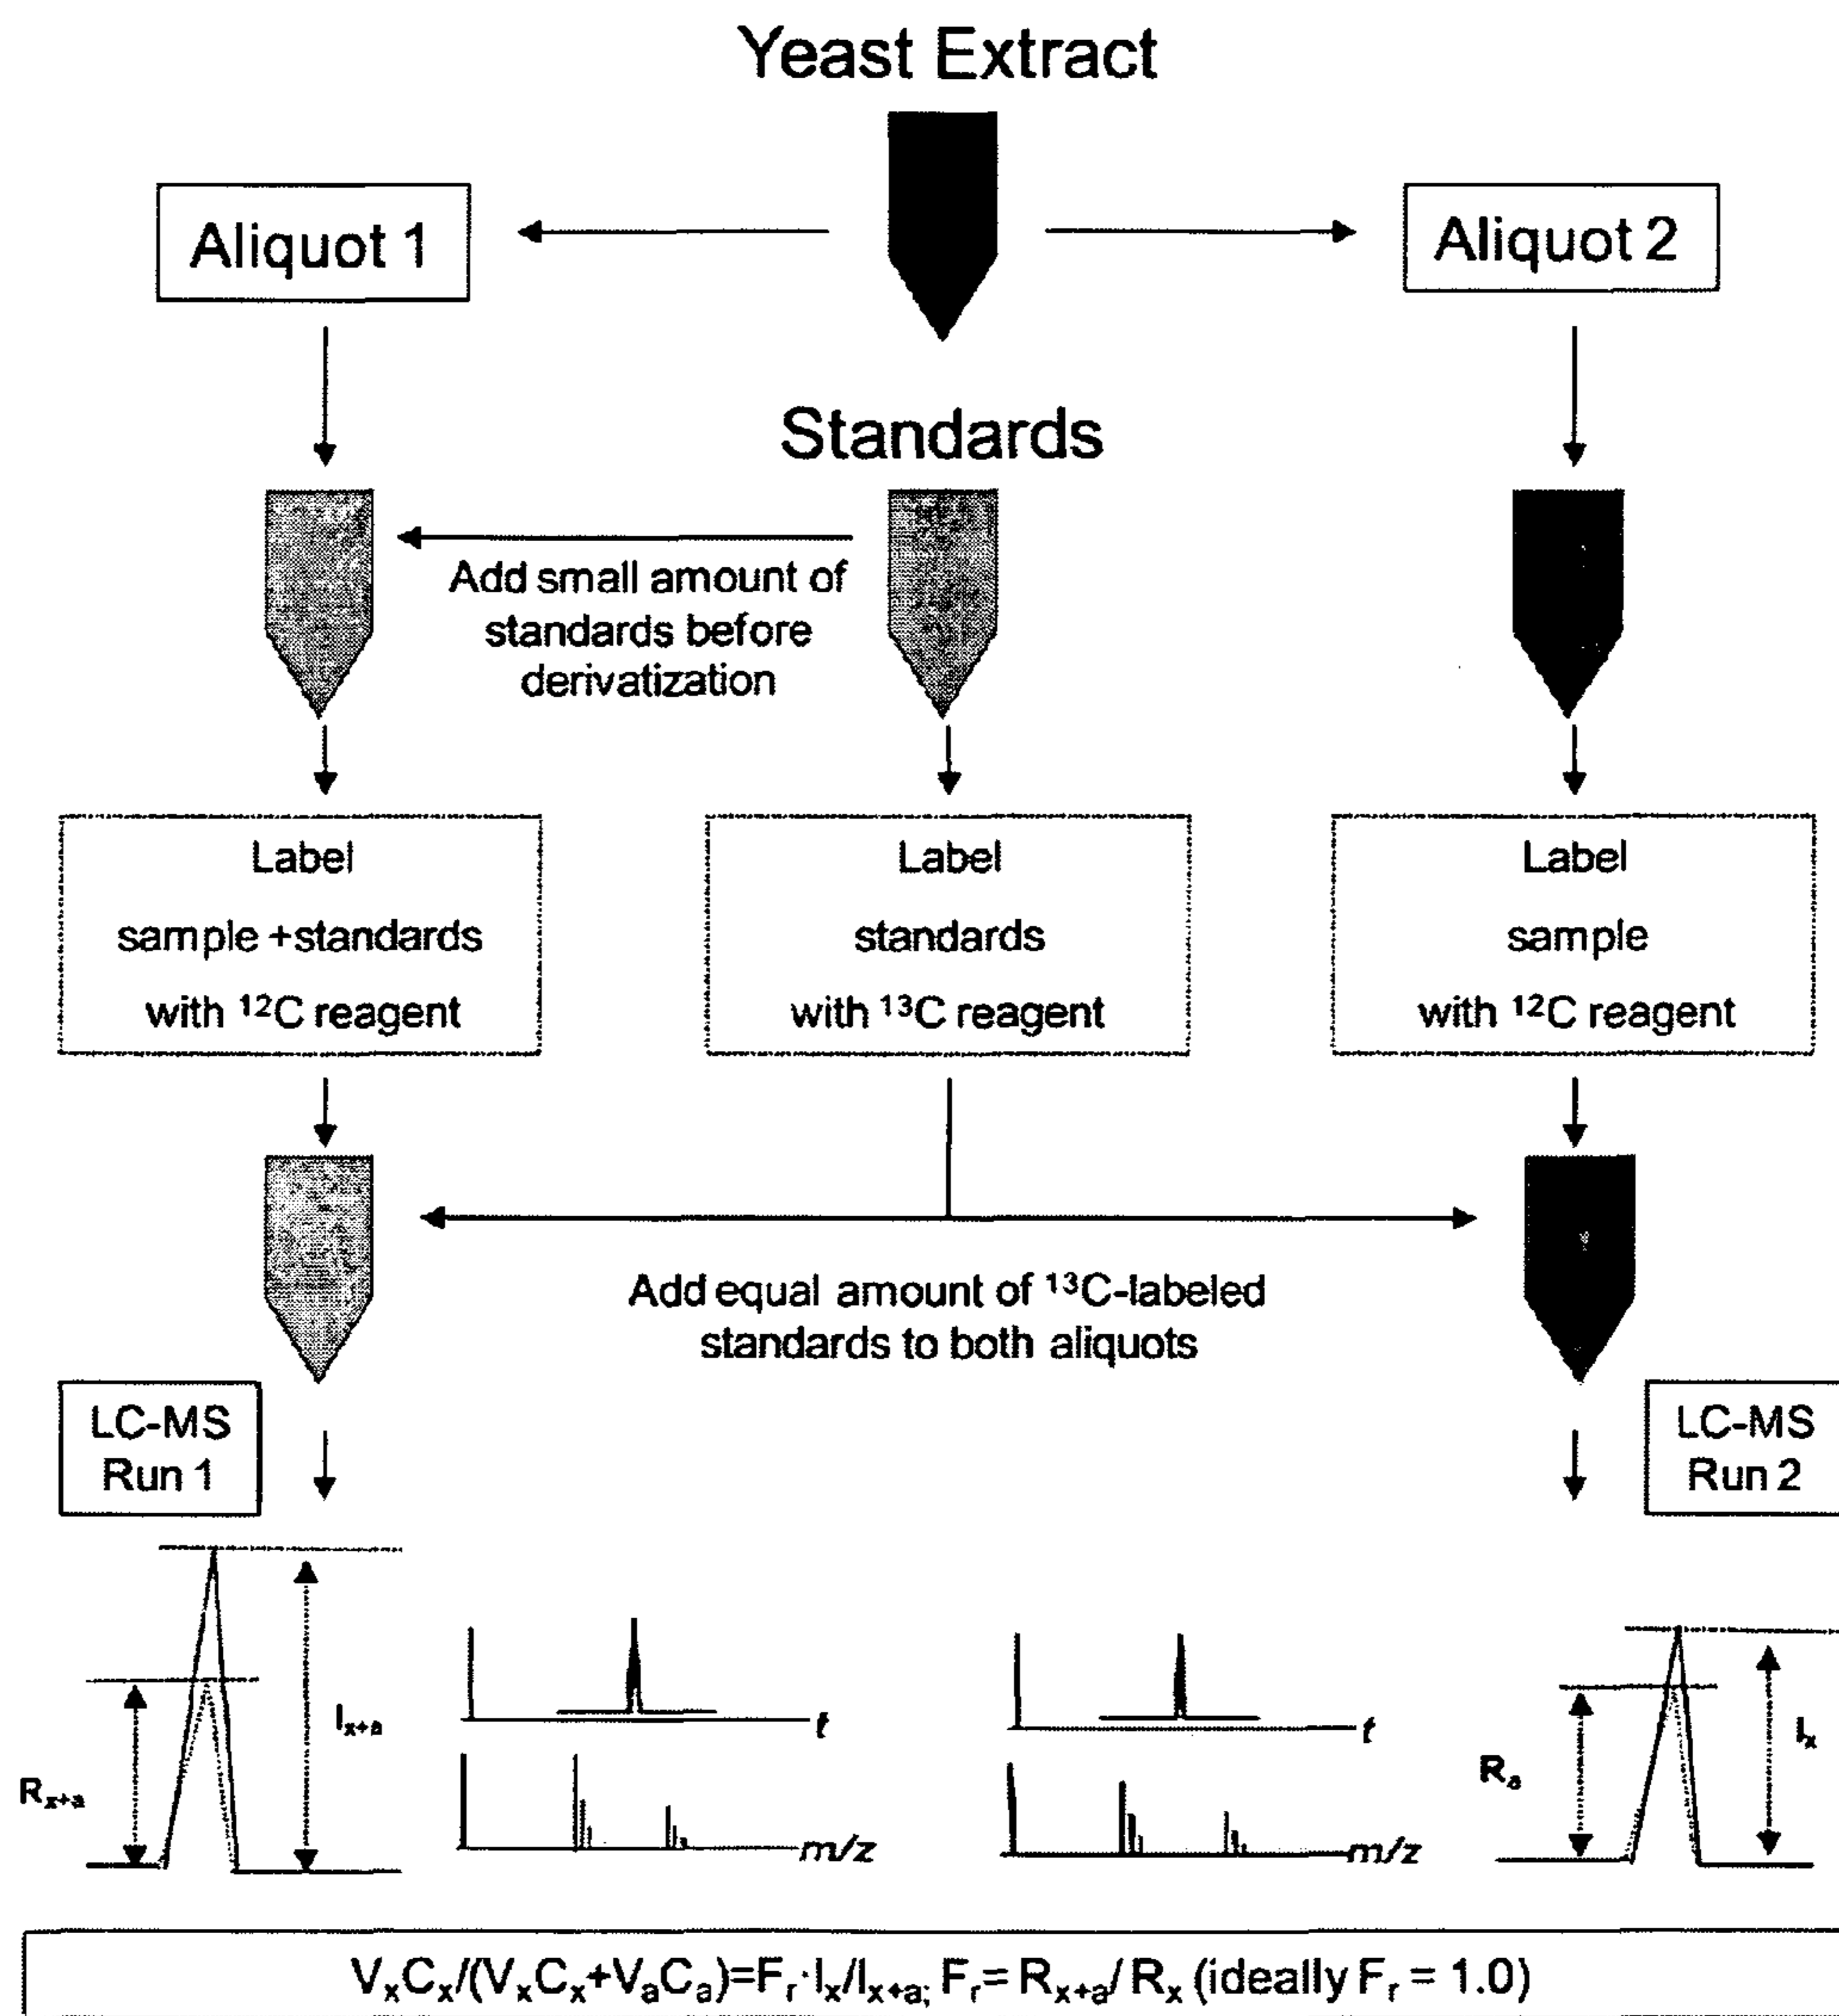 Yeast Extract
Aliquot 1
Aliquot 2
Standards
Add small amount of
standards before
derivatization
Label
sample +standards
with ¹²C reagent
Label
standards
with ¹³C reagent
Label
sample
with ¹²C reagent
Add equal amount of ¹³C-labeled
standards to both aliquots
LC-MS
Run 1
LC-MS
Run 2
Iₓ₊ₐ
Rₓ₊ₐ
t
m/z
t
m/z
Rₐ
Iₓ
VₓCₓ/(VₓCₓ+VₐCₐ)=Fᵣ·Iₓ/Iₓ₊ₐ; Fᵣ= Rₓ₊ₐ/ Rₓ (ideally Fᵣ = 1.0)